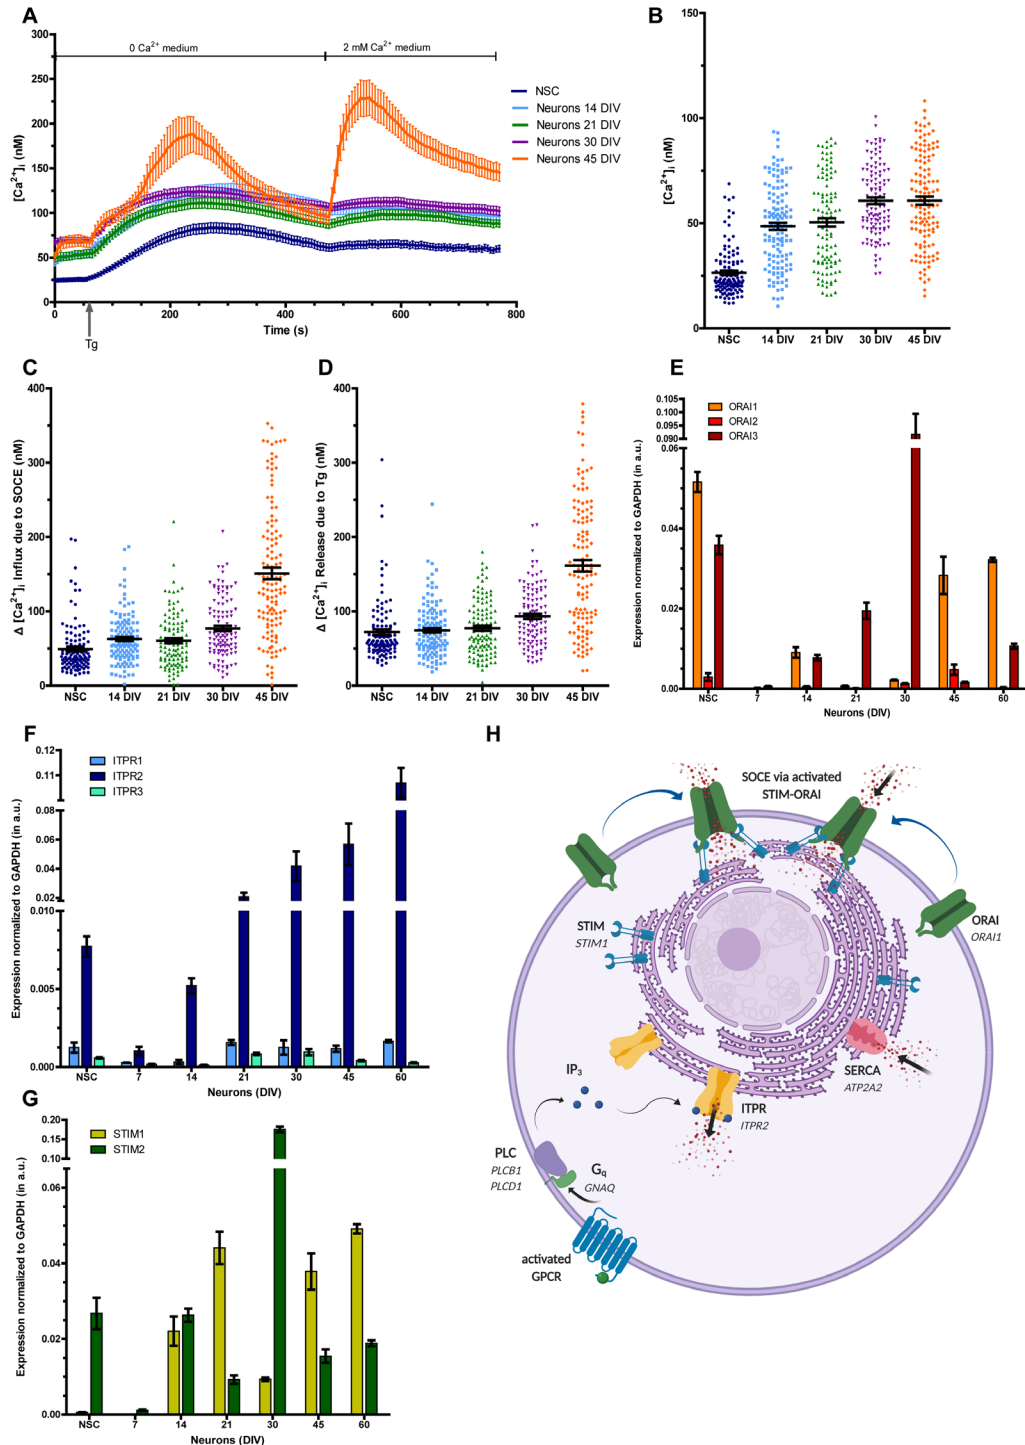 A
0 Ca²⁺ medium
2 mM Ca²⁺ medium
[Ca²⁺]ᵢ (nM)
300
250
200
150
100
50
0
0 200 400 600 800
Time (s)
Tg
NSC
Neurons 14 DIV
Neurons 21 DIV
Neurons 30 DIV
Neurons 45 DIV
B
[Ca²⁺]ᵢ (nM)
150
100
50
0
NSC 14 DIV 21 DIV 30 DIV 45 DIV
C
Δ [Ca²⁺]ᵢ Influx due to SOCE (nM)
400
300
200
100
0
NSC 14 DIV 21 DIV 30 DIV 45 DIV
D
Δ [Ca²⁺]ᵢ Release due to Tg (nM)
400
300
200
100
0
NSC 14 DIV 21 DIV 30 DIV 45 DIV
E
Expression normalized to GAPDH (in a.u.)
0.105
0.100
0.095
0.090
0.06
0.04
0.02
0.00
ORAI1
ORAI2
ORAI3
NSC 7 14 21 30 45 60
Neurons (DIV)
F
Expression normalized to GAPDH (in a.u.)
0.12
0.11
0.10
0.08
0.06
0.04
0.02
0.010
0.005
0.000
ITPR1
ITPR2
ITPR3
NSC 7 14 21 30 45 60
Neurons (DIV)
G
Expression normalized to GAPDH (in a.u.)
0.20
0.15
0.10
0.06
0.04
0.02
0.00
STIM1
STIM2
NSC 7 14 21 30 45 60
Neurons (DIV)
H
SOCE via activated
STIM-ORAI
STIM
STIM1
ORAI
ORAI1
SERCA
ATP2A2
IP₃
ITPR
ITPR2
PLC
PLCB1
PLCD1
Gq
GNAQ
activated
GPCR